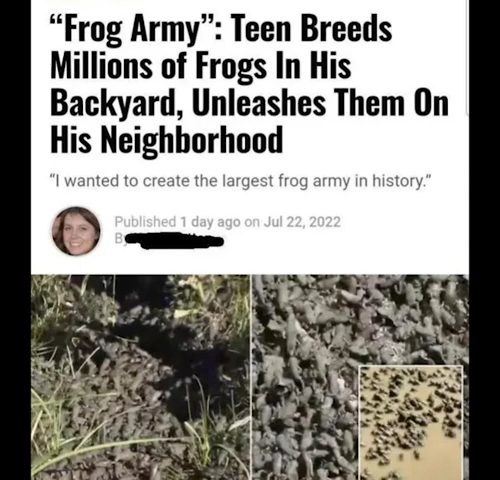 “Frog Army”: Teen Breeds
Millions of Frogs In His
Backyard, Unleashes Them On
His Neighborhood
“I wanted to create the largest frog army in history.”
Published 1 day ago on Jul 22, 2022
B